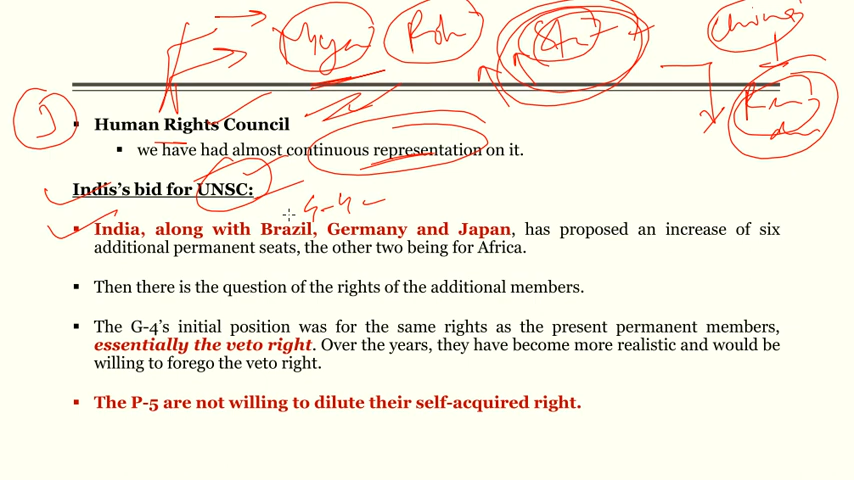 ▪ Human Rights Council
▪ we have had almost continuous representation on it.
Indis's bid for UNSC:
▪ India, along with Brazil, Germany and Japan, has proposed an increase of six
additional permanent seats, the other two being for Africa.
▪ Then there is the question of the rights of the additional members.
▪ The G-4's initial position was for the same rights as the present permanent members,
essentially the veto right. Over the years, they have become more realistic and would be
willing to forego the veto right.
▪ The P-5 are not willing to dilute their self-acquired right.